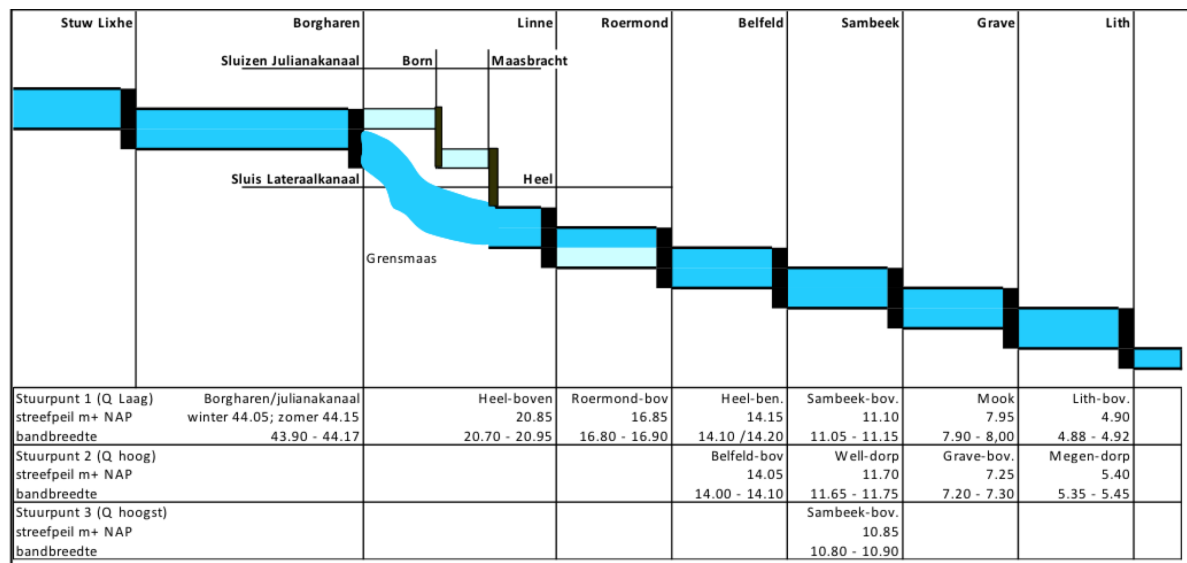 Stuw Lixhe Borgharen Linne Roermond Belfeld Sambeek Grave Lith
Sluizen Julianakanaal Born Maasbracht
Sluis Lateraalkanaal Heel
Grensmaas
Stuurpunt 1 (Q Laag) Borgharen/julianakanaal Heel-boven Roermond-bov Heel-ben. Sambeek-bov. Mook Lith-bov.
streefpeil m+ NAP winter 44.05; zomer 44.15 20.85 16.85 14.15 11.10 7.95 4.90
bandbreedte 43.90 - 44.17 20.70 - 20.95 16.80 - 16.90 14.10 /14.20 11.05 - 11.15 7.90 - 8,00 4.88 - 4.92
Stuurpunt 2 (Q hoog) Belfeld-bov Well-dorp Grave-bov. Megen-dorp
streefpeil m+ NAP 14.05 11.70 7.25 5.40
bandbreedte 14.00 - 14.10 11.65 - 11.75 7.20 - 7.30 5.35 - 5.45
Stuurpunt 3 (Q hoogst) Sambeek-bov.
streefpeil m+ NAP 10.85
bandbreedte 10.80 - 10.90